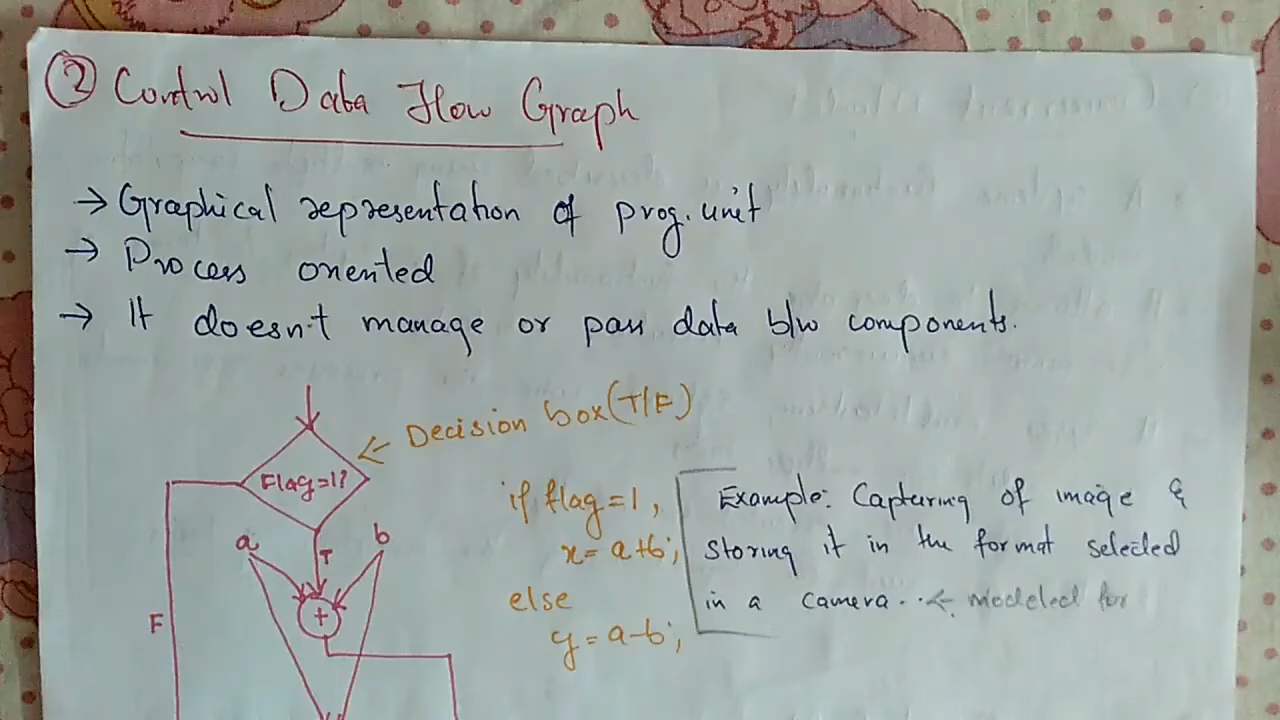 ② Control Data Flow Graph
→ Graphical representation of prog. unit
→ Process oriented
→ It doesn't manage or pass data b/w components.
← Decision box (T/F)
Flag=1?
a
b
T
+
F
if flag=1,
x= a+b;
else
y= a-b;
Example: Capturing of image &
storing it in the format selected
in a camera.. ← modeled for